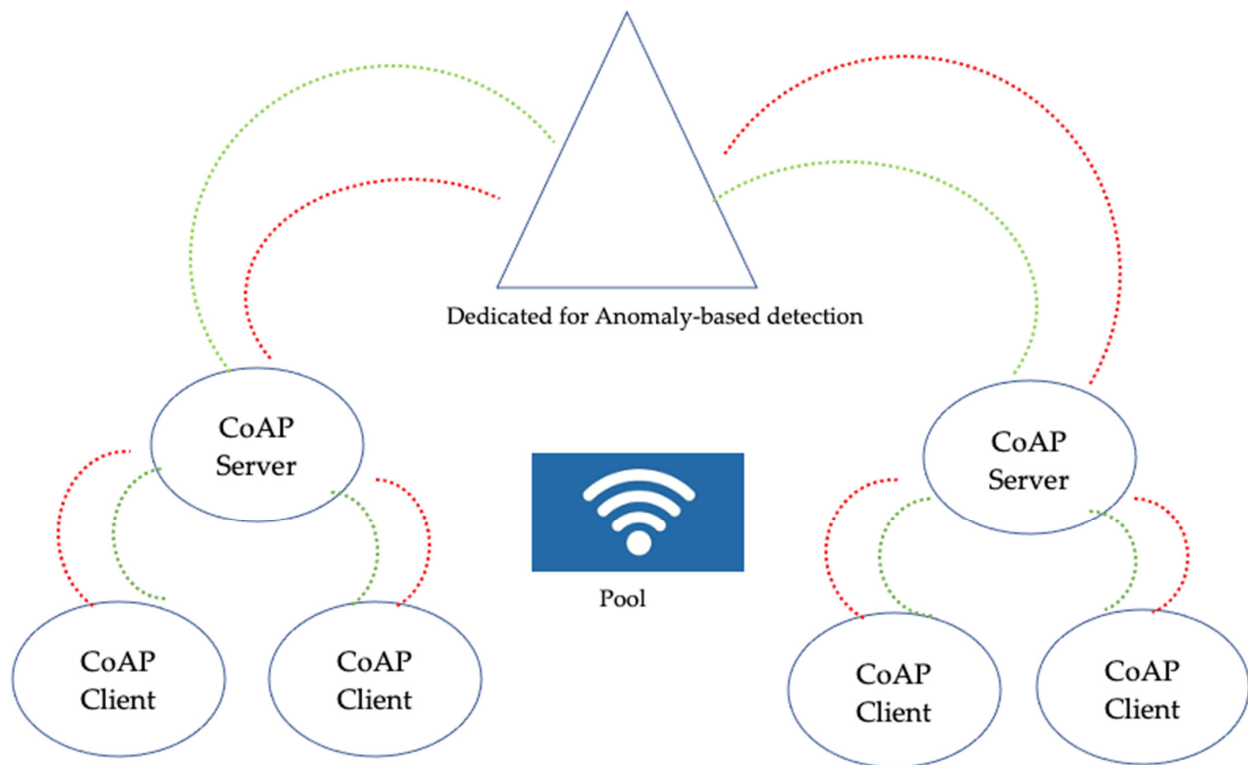 Dedicated for Anomaly-based detection
CoAP
Server
CoAP
Server
Pool
CoAP
Client
CoAP
Client
CoAP
Client
CoAP
Client